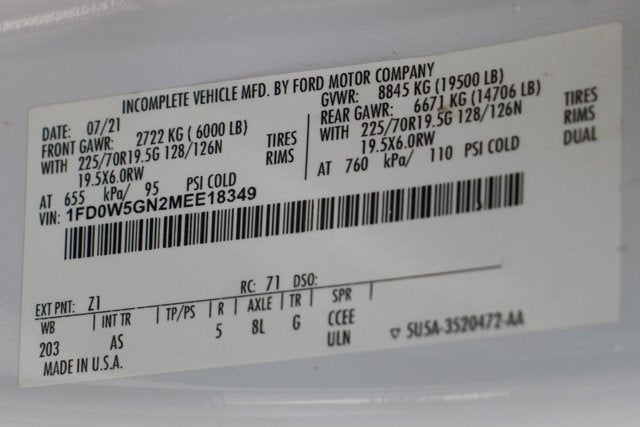 INCOMPLETE VEHICLE MFD. BY FORD MOTOR COMPANY
DATE: 07/21 GVWR: 8845 KG (19500 LB)
FRONT GAWR: 2722 KG ( 6000 LB) REAR GAWR: 6671 KG (14706 LB)
WITH 225/70R19.5G 128/126N TIRES WITH 225/70R19.5G 128/126N TIRES
19.5X6.0RW RIMS 19.5X6.0RW RIMS
AT 655 kPa/ 95 PSI COLD AT 760 kPa/ 110 PSI COLD DUAL
VIN: 1FD0W5GN2MEE18349
EXT PNT: Z1 RC: 71 DSO:
WB INT TR TP/PS R AXLE TR SPR
203 AS 5 8L G CCEE
ULN
MADE IN U.S.A. ▽ 5USA-3520472-AA